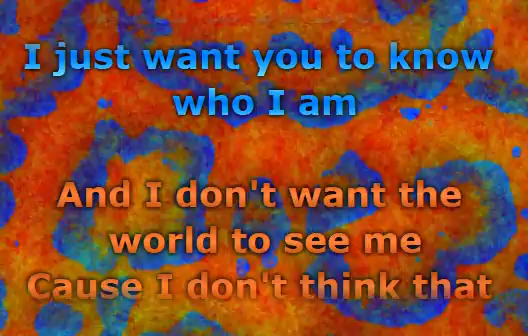 I just want you to know
who I am
And I don't want the
world to see me
Cause I don't think that